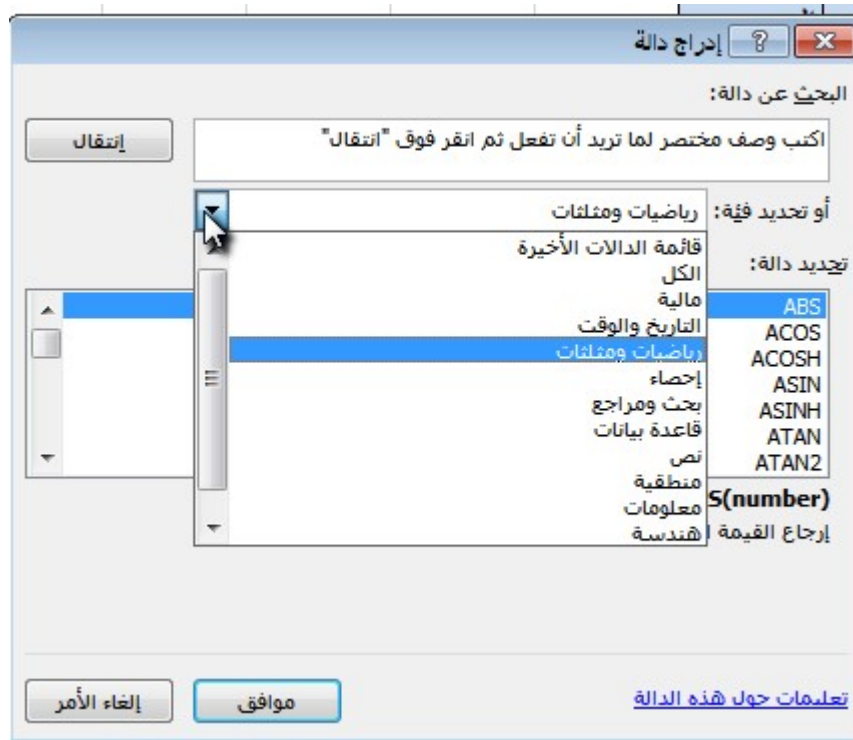 إدراج دالة
البحث عن دالة:
اكتب وصف مختصر لما تريد أن تفعل ثم انقر فوق "انتقال"
إنتقال
أو تحديد فئة: رياضيات ومثلثات
قائمة الدالات الأخيرة
الكل
مالية
التاريخ والوقت
رياضيات ومثلثات
إحصاء
بحث ومراجع
قاعدة بيانات
نص
منطقية
معلومات
هندسة
تحديد دالة:
ABS
ACOS
ACOSH
ASIN
ASINH
ATAN
ATAN2
S(number)
إرجاع القيمة ا
تعليمات حول هذه الدالة
موافق
إلغاء الأمر